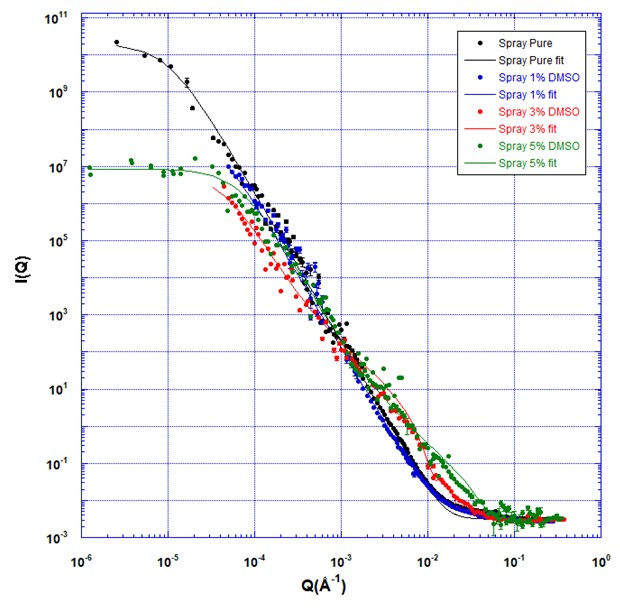 10^11
10^9
10^7
10^5
10^3
10^1
10^-1
10^-3
I(Q)
Spray Pure
Spray Pure fit
Spray 1% DMSO
Spray 1% fit
Spray 3% DMSO
Spray 3% fit
Spray 5% DMSO
Spray 5% fit
10^-6 10^-5 10^-4 10^-3 10^-2 10^-1 10^0
Q(Å^-1)